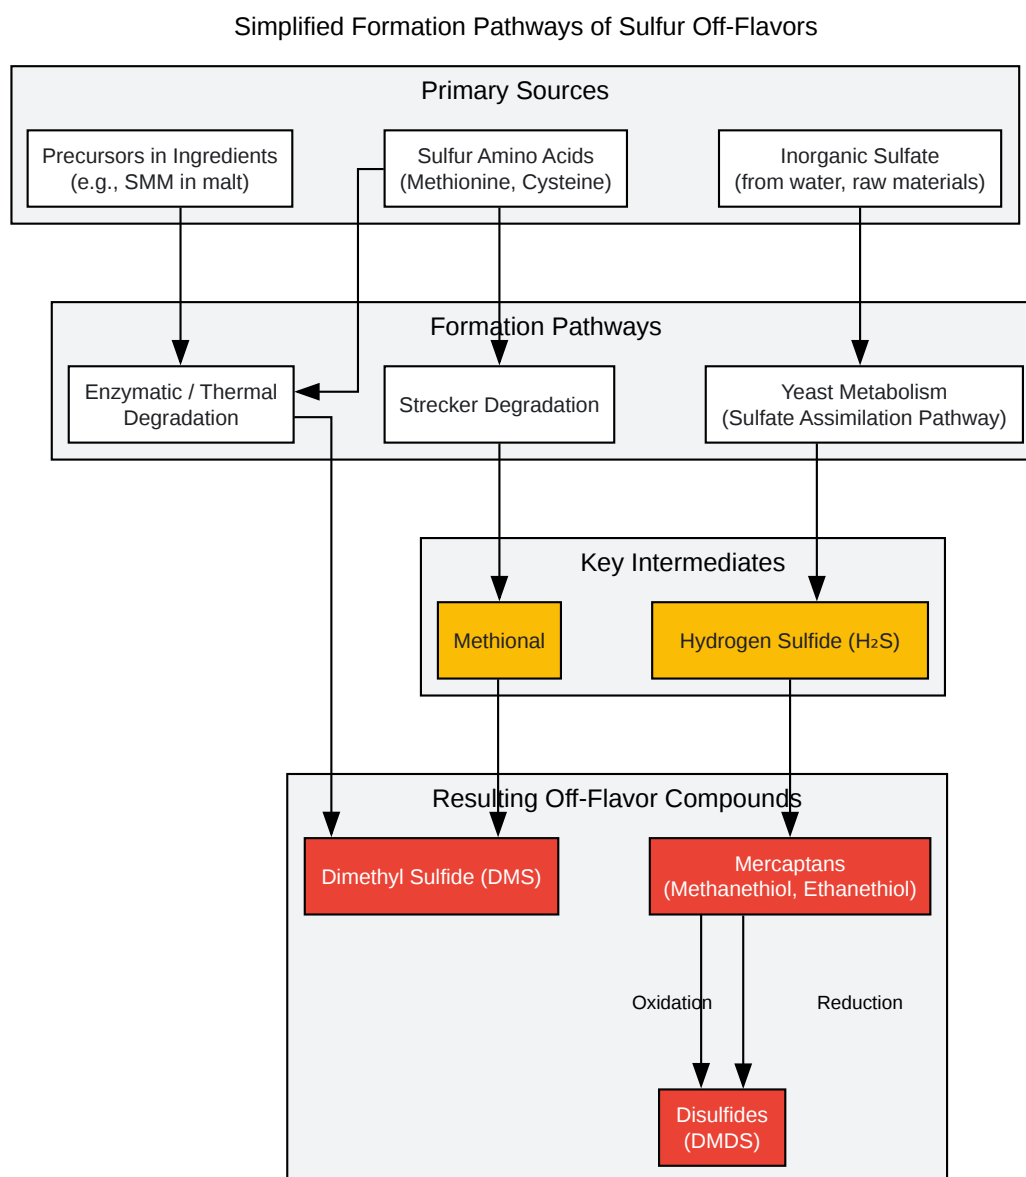 Simplified Formation Pathways of Sulfur Off-Flavors
Primary Sources
Precursors in Ingredients
(e.g., SMM in malt)
Sulfur Amino Acids
(Methionine, Cysteine)
Inorganic Sulfate
(from water, raw materials)
Formation Pathways
Enzymatic / Thermal
Degradation
Strecker Degradation
Yeast Metabolism
(Sulfate Assimilation Pathway)
Key Intermediates
Methional
Hydrogen Sulfide (H₂S)
Resulting Off-Flavor Compounds
Dimethyl Sulfide (DMS)
Mercaptans
(Methanethiol, Ethanethiol)
Oxidation
Reduction
Disulfides
(DMDS)